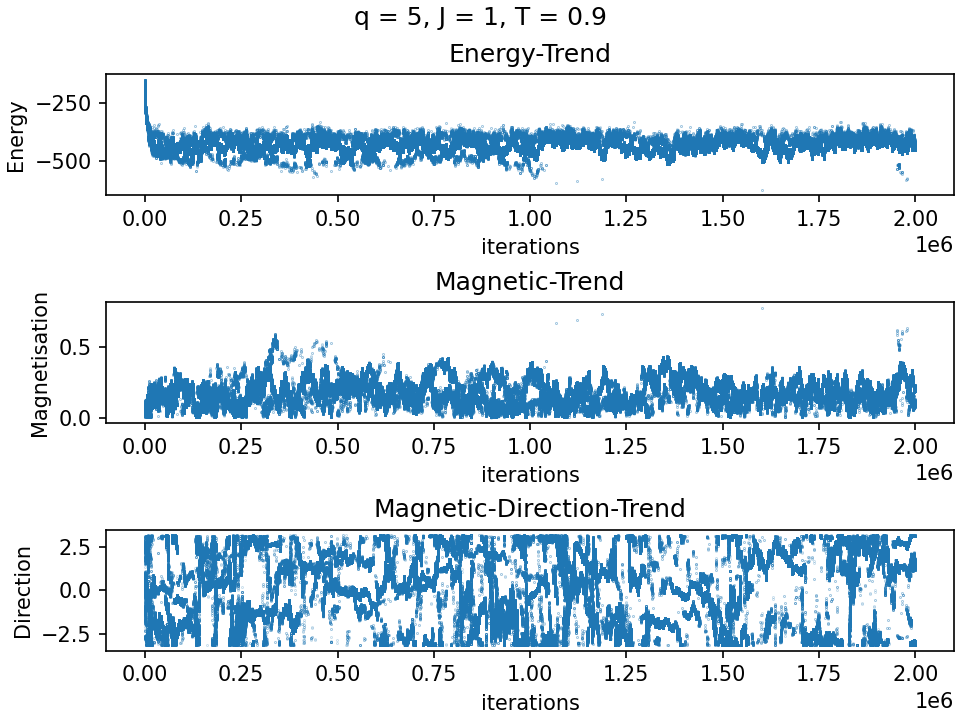 q = 5, J = 1, T = 0.9
Energy-Trend
Energy
−250
−500
0.00 0.25 0.50 0.75 1.00 1.25 1.50 1.75 2.00
1e6
iterations
Magnetic-Trend
Magnetisation
0.5
0.0
0.00 0.25 0.50 0.75 1.00 1.25 1.50 1.75 2.00
1e6
iterations
Magnetic-Direction-Trend
Direction
2.5
0.0
−2.5
0.00 0.25 0.50 0.75 1.00 1.25 1.50 1.75 2.00
1e6
iterations